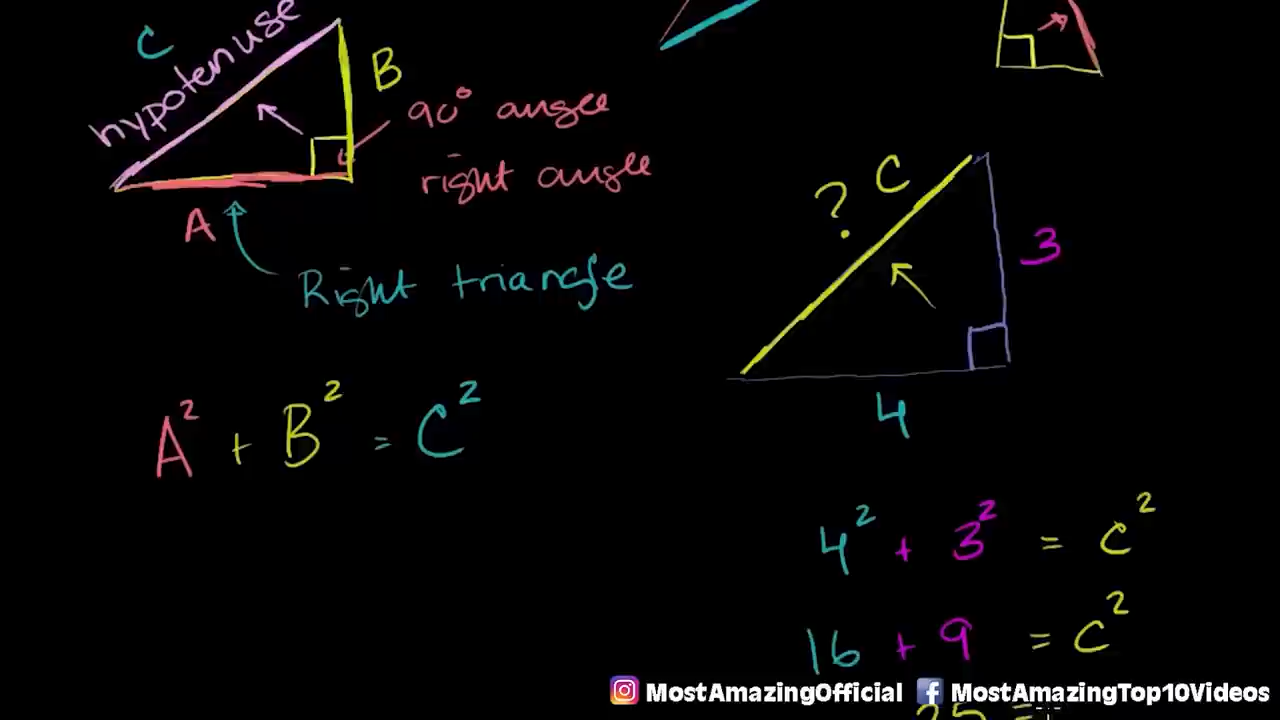 C
hypotenuse
B
90° angle
right angle
A
Right triangle
A² + B² = C²
? C
3
4
4² + 3² = C²
16 + 9 = C²
25 =
MostAmazingOfficial
MostAmazingTop10Videos